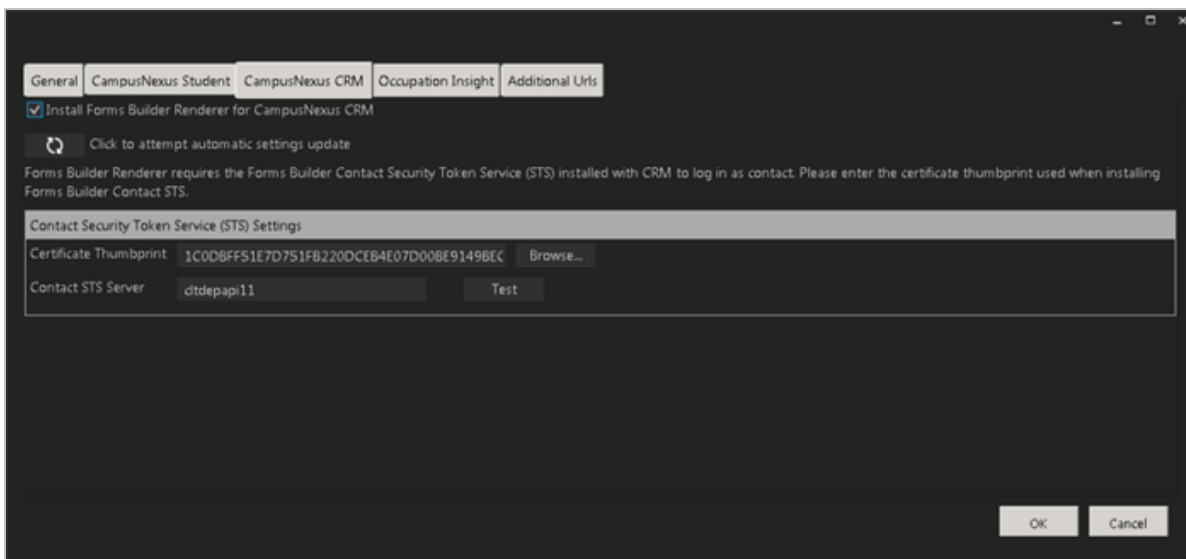 General CampusNexus Student CampusNexus CRM Occupation Insight Additional Urls
Install Forms Builder Renderer for CampusNexus CRM
Click to attempt automatic settings update
Forms Builder Renderer requires the Forms Builder Contact Security Token Service (STS) installed with CRM to log in as contact. Please enter the certificate thumbprint used when installing
Forms Builder Contact STS.
Contact Security Token Service (STS) Settings
Certificate Thumbprint 1C0DBFF51E7D751FB220DCEB4E07D00BE9149BEC Browse...
Contact STS Server cltdepapi11 Test
OK Cancel